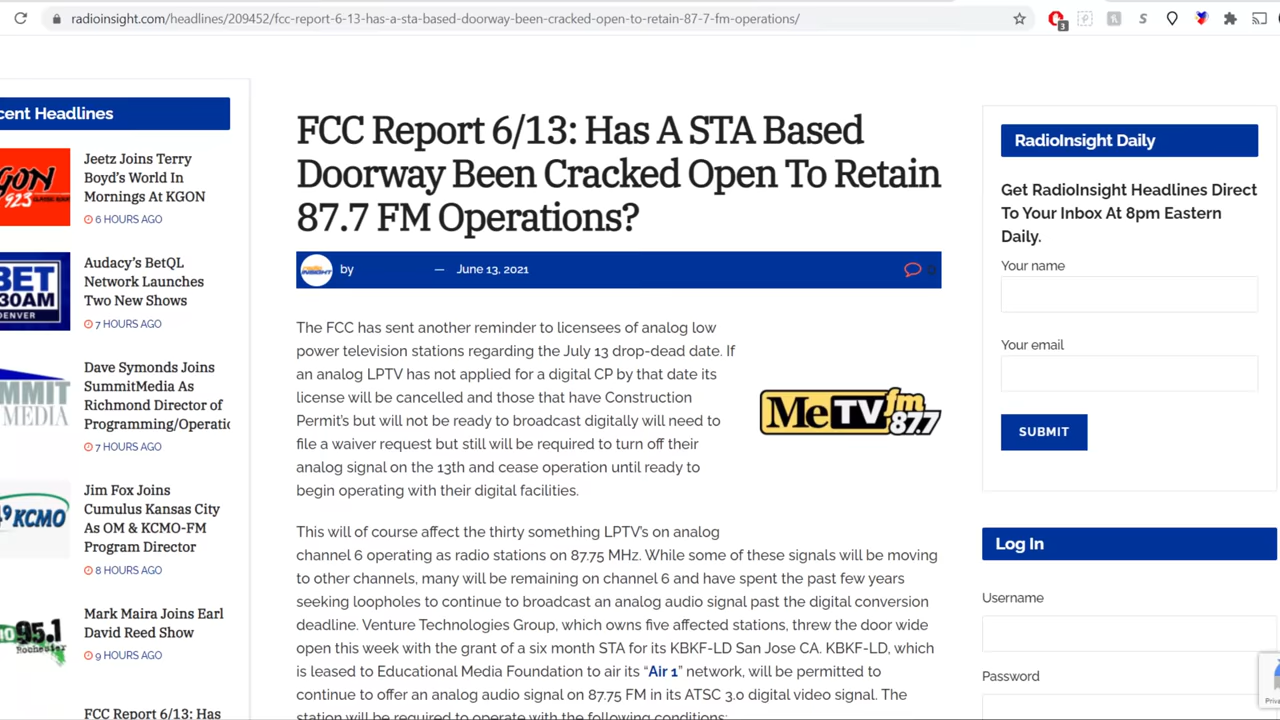 radioinsight.com/headlines/209452/fcc-report-6-13-has-a-sta-based-doorway-been-cracked-open-to-retain-87-7-fm-operations/
3
S
cent Headlines
GON
923
Jeetz Joins Terry
Boyd's World In
Mornings At KGON
6 HOURS AGO
BET
30AM
DENVER
Audacy's BetQL
Network Launches
Two New Shows
7 HOURS AGO
MMIT
MEDIA
Dave Symonds Joins
SummitMedia As
Richmond Director of
Programming/Operatio
7 HOURS AGO
49 KCMO
Jim Fox Joins
Cumulus Kansas City
As OM & KCMO-FM
Program Director
8 HOURS AGO
95.1
Rochester
Mark Maira Joins Earl
David Reed Show
9 HOURS AGO
FCC Report 6/13: Has
FCC Report 6/13: Has A STA Based
Doorway Been Cracked Open To Retain
87.7 FM Operations?
by — June 13, 2021
The FCC has sent another reminder to licensees of analog low
power television stations regarding the July 13 drop-dead date. If
an analog LPTV has not applied for a digital CP by that date its
license will be cancelled and those that have Construction
Permit's but will not be ready to broadcast digitally will need to
file a waiver request but still will be required to turn off their
analog signal on the 13th and cease operation until ready to
begin operating with their digital facilities.
MeTV fm
87.7
This will of course affect the thirty something LPTV's on analog
channel 6 operating as radio stations on 87.75 MHz. While some of these signals will be moving
to other channels, many will be remaining on channel 6 and have spent the past few years
seeking loopholes to continue to broadcast an analog audio signal past the digital conversion
deadline. Venture Technologies Group, which owns five affected stations, threw the door wide
open this week with the grant of a six month STA for its KBKF-LD San Jose CA. KBKF-LD, which
is leased to Educational Media Foundation to air its “Air 1” network, will be permitted to
continue to offer an analog audio signal on 87.75 FM in its ATSC 3.0 digital video signal. The
station will be required to operate with the following conditions:
RadioInsight Daily
Get RadioInsight Headlines Direct
To Your Inbox At 8pm Eastern
Daily.
Your name
Your email
SUBMIT
Log In
Username
Password